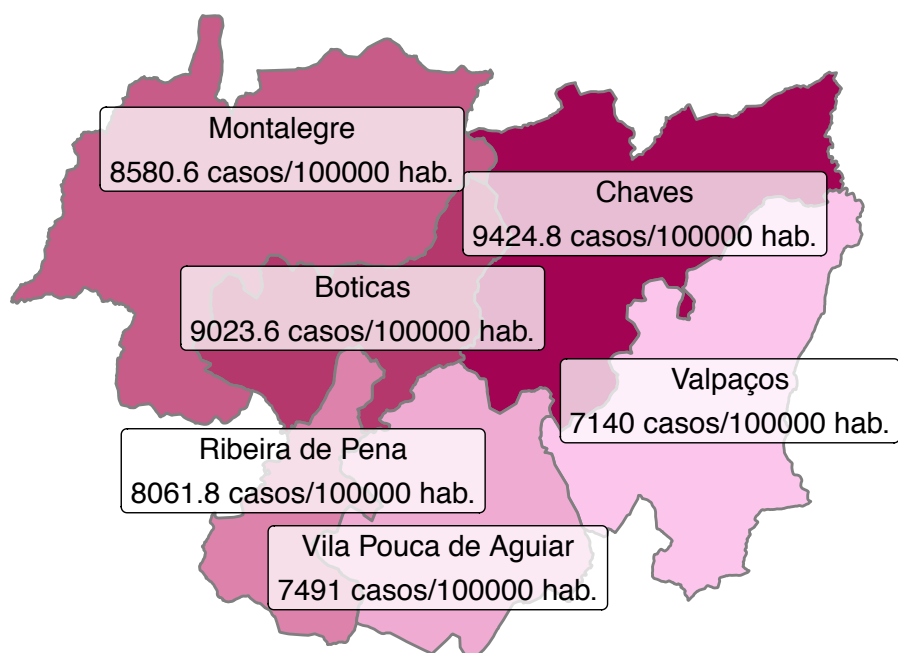 Montalegre
8580.6 casos/100000 hab.
Chaves
9424.8 casos/100000 hab.
Boticas
9023.6 casos/100000 hab.
Valpaços
7140 casos/100000 hab.
Ribeira de Pena
8061.8 casos/100000 hab.
Vila Pouca de Aguiar
7491 casos/100000 hab.